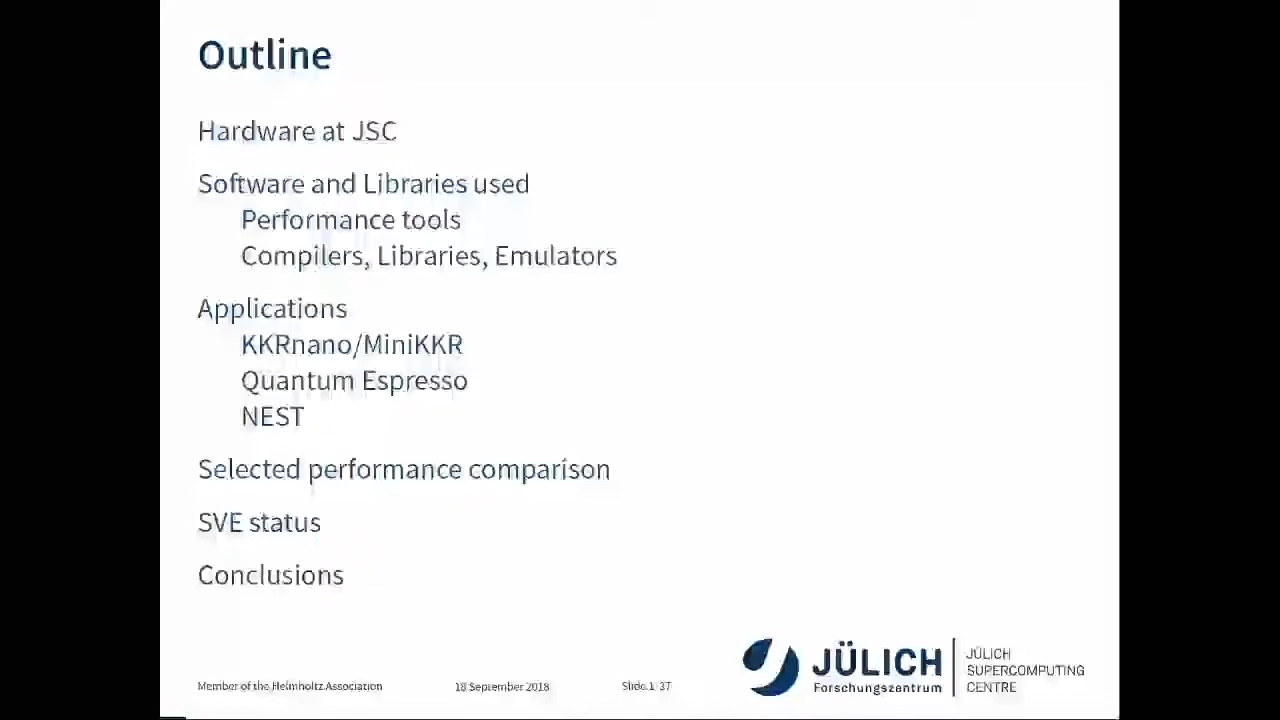 Outline
Hardware at JSC
Software and Libraries used
Performance tools
Compilers, Libraries, Emulators
Applications
KKRnano/MiniKKR
Quantum Espresso
NEST
Selected performance comparison
SVE status
Conclusions
Member of the Helmholtz Association
18 September 2018
Slide 1 37
JÜLICH
Forschungszentrum
JÜLICH
SUPERCOMPUTING
CENTRE